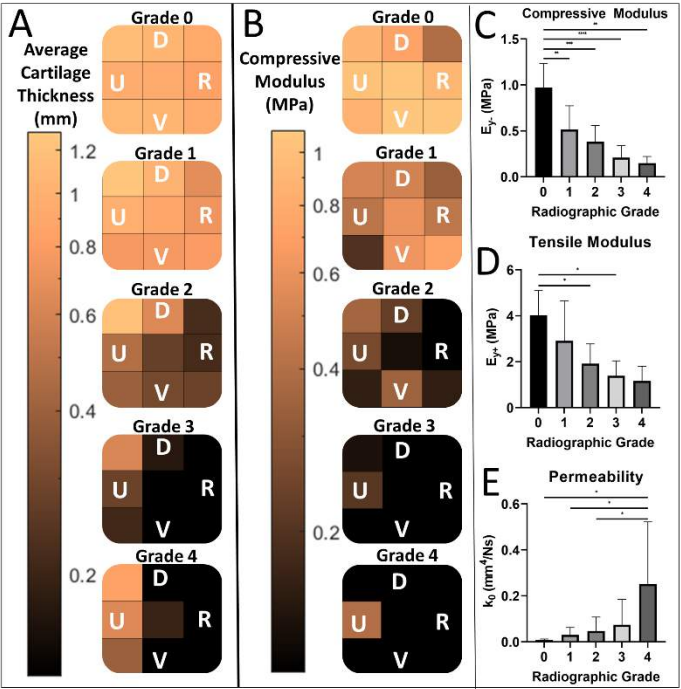 A
Average
Cartilage
Thickness
(mm)
1.2
1
0.8
0.6
0.4
0.2
Grade 0
D
U
R
V
Grade 1
D
U
R
V
Grade 2
D
U
R
V
Grade 3
D
U
R
V
Grade 4
D
U
R
V
B
Compressive
Modulus
(MPa)
1
0.8
0.6
0.4
0.2
Grade 0
D
U
R
V
Grade 1
D
U
R
V
Grade 2
D
U
R
V
Grade 3
D
U
R
V
Grade 4
D
U
R
V
C
Compressive Modulus
**
****
***
**
1.5
1.0
0.5
0.0
Ey- (MPa)
0 1 2 3 4
Radiographic Grade
D
Tensile Modulus
*
*
6
4
2
0
Ey+ (MPa)
0 1 2 3 4
Radiographic Grade
E
Permeability
*
*
*
0.6
0.4
0.2
0.0
k0 (mm4/Ns)
0 1 2 3 4
Radiographic Grade